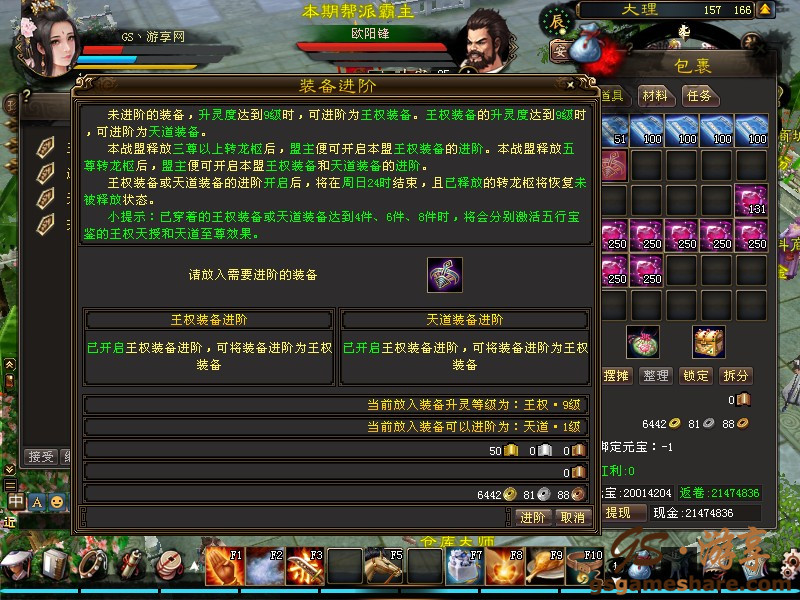 GS丶游享网
本期帮派霸主
欧阳锋
大理
157 166
辰
安
包裹
道具
材料
任务
51
100
100
100
100
131
250
250
250
250
250
250
250
装备进阶
未进阶的装备，升灵度达到9级时，可进阶为王权装备。王权装备的升灵度达到9级时
，可进阶为天道装备。
本战盟释放三尊以上转龙枢后，盟主便可开启本盟王权装备的进阶。本战盟释放五
尊转龙枢后，盟主便可开启本盟王权装备和天道装备的进阶。
王权装备或天道装备的进阶开启后，将在周日24时结束，且已释放的转龙枢将恢复未
被释放状态。
小提示：已穿着的王权装备或天道装备达到4件、6件、8件时，将会分别激活五行宝
鉴的王权天授和天道至尊效果。
请放入需要进阶的装备
王权装备进阶
天道装备进阶
已开启王权装备进阶，可将装备进阶为王权
装备
已开启王权装备进阶，可将装备进阶为王权
装备
当前放入装备升灵等级为：王权·9级
当前放入装备可以进阶为：天道·1级
50 0 0
0
6442 81 88
进阶
取消
摆摊
整理
锁定
拆分
0
6442 81 88
绑定元宝：-1
红利:0
宝:20014204
返卷:21474836
提现
现金:21474836
接受
中
A
近
仓库大师
F1
F2
F3
F5
F7
F8
F9
F10
GS·游享
gsgameshare.com